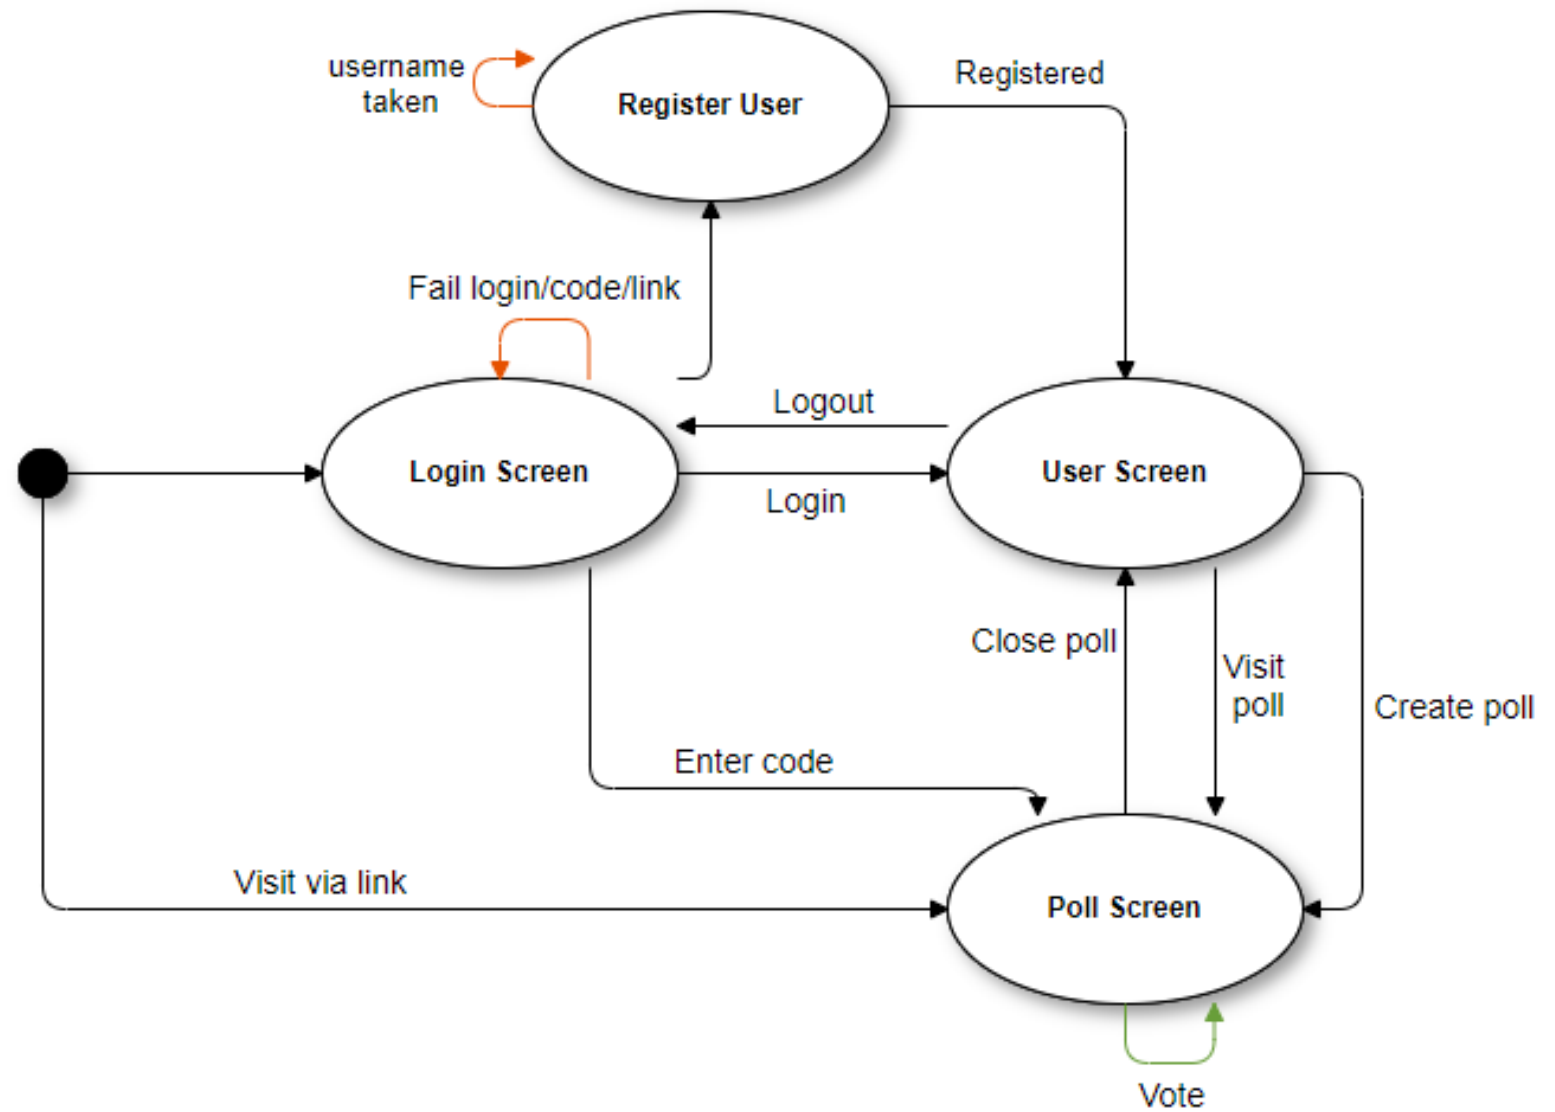 username
taken
Registered
Register User
Fail login/code/link
Logout
Login Screen
User Screen
Login
Close poll
Visit
poll
Create poll
Enter code
Visit via link
Poll Screen
Vote